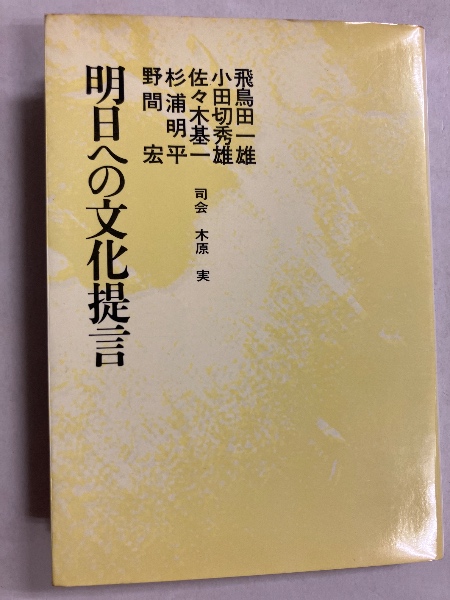 飛鳥田一雄
小田切秀雄
佐々木基一
杉浦明平
野間宏
司会 木原実
明日への文化提言